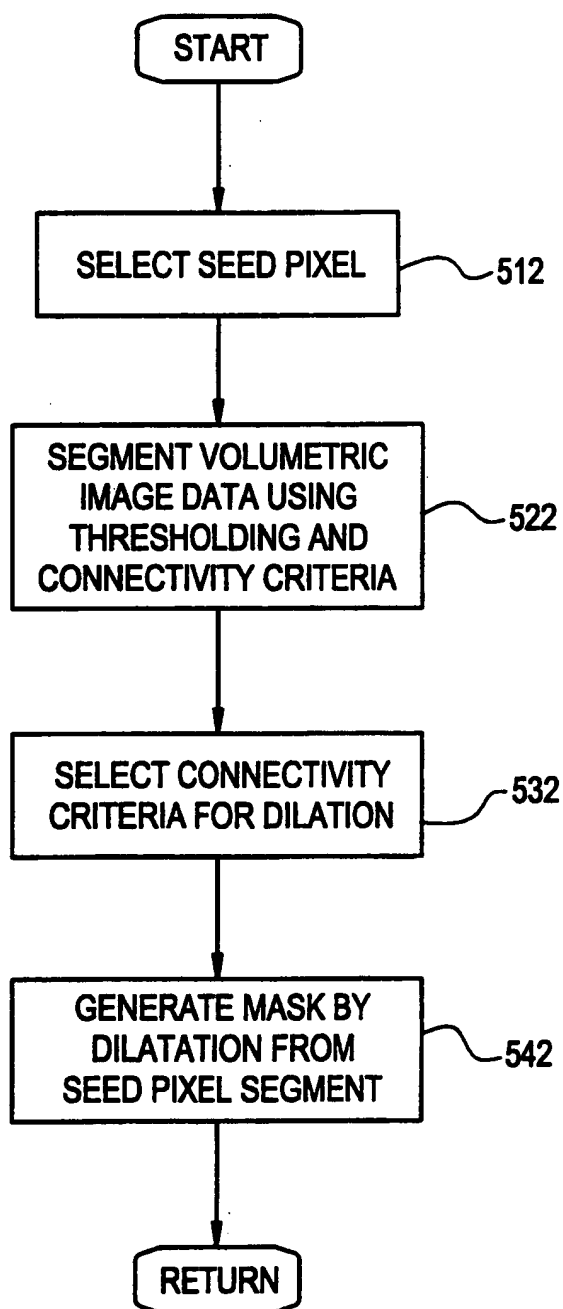 START
SELECT SEED PIXEL
512
SEGMENT VOLUMETRIC
IMAGE DATA USING
THRESHOLDING AND
CONNECTIVITY CRITERIA
522
SELECT CONNECTIVITY
CRITERIA FOR DILATION
532
GENERATE MASK BY
DILATATION FROM
SEED PIXEL SEGMENT
542
RETURN